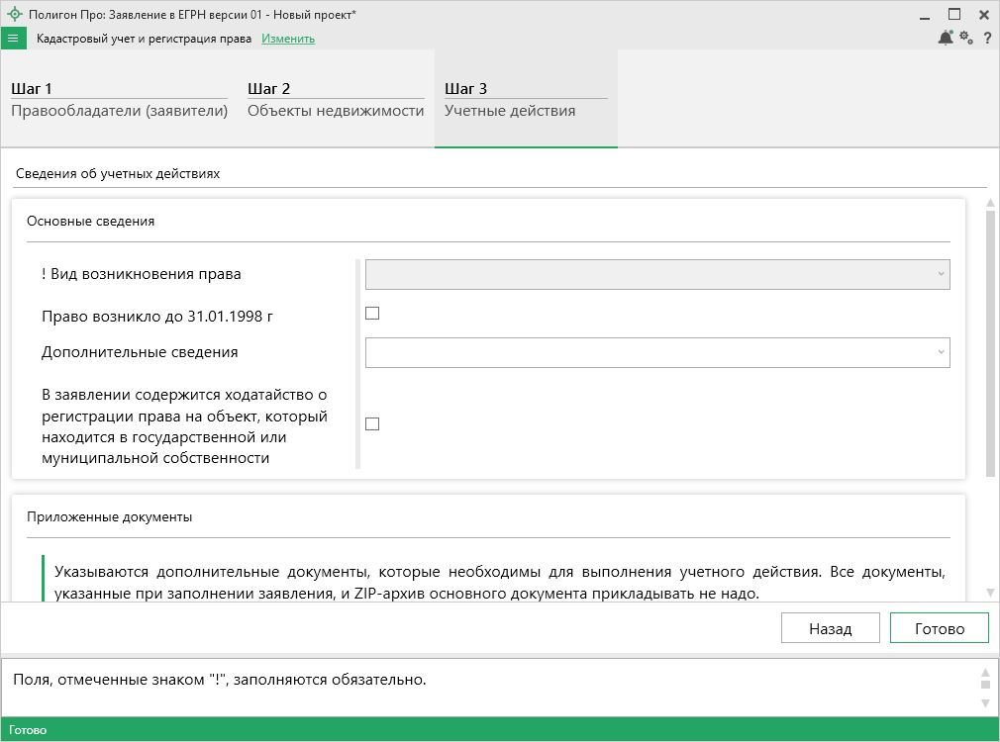 Полигон Про: Заявление в ЕГРН версии 01 - Новый проект*
Кадастровый учет и регистрация права Изменить
?
Шаг 1
Правообладатели (заявители)
Шаг 2
Объекты недвижимости
Шаг 3
Учетные действия
Сведения об учетных действиях
Основные сведения
! Вид возникновения права
Право возникло до 31.01.1998 г
Дополнительные сведения
В заявлении содержится ходатайство о
регистрации права на объект, который
находится в государственной или
муниципальной собственности
Приложенные документы
Указываются дополнительные документы, которые необходимы для выполнения учетного действия. Все документы,
указанные при заполнении заявления, и ZIP-архив основного документа прикладывать не надо.
Назад
Готово
Поля, отмеченные знаком "!", заполняются обязательно.
Готово